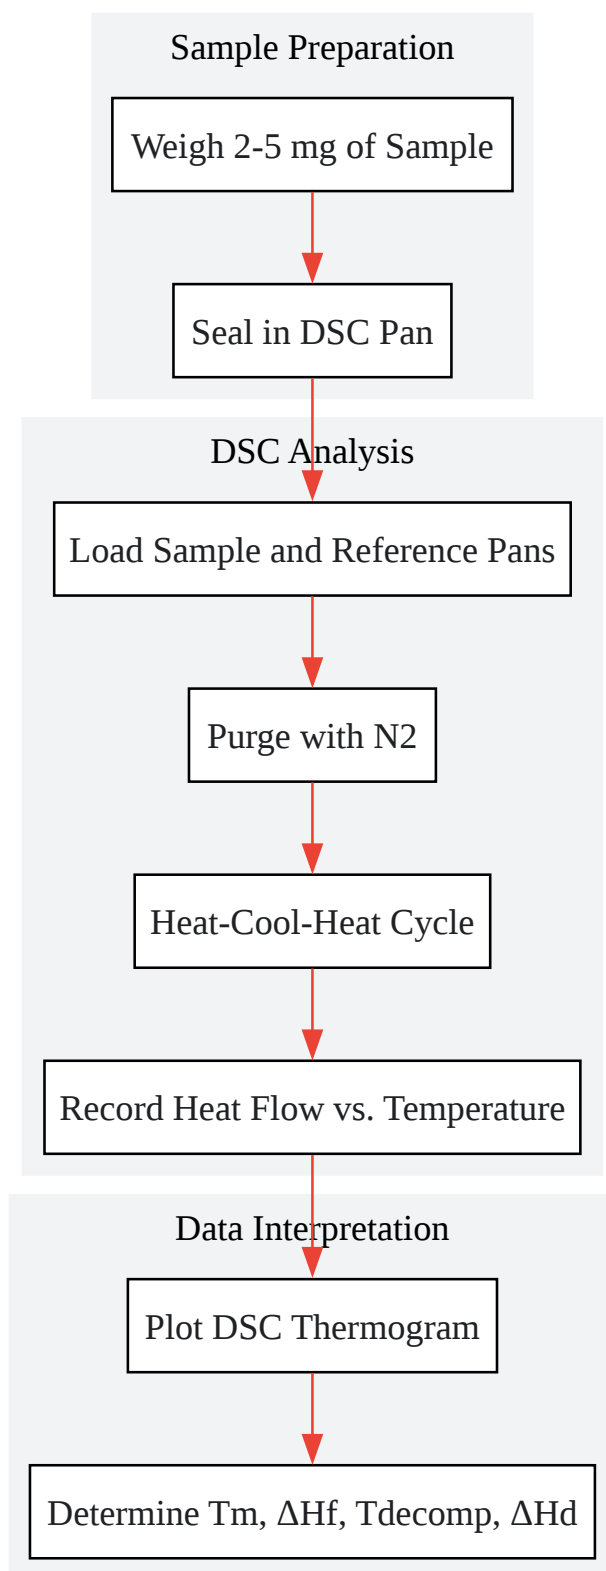 Sample Preparation
Weigh 2-5 mg of Sample
Seal in DSC Pan
DSC Analysis
Load Sample and Reference Pans
Purge with N2
Heat-Cool-Heat Cycle
Record Heat Flow vs. Temperature
Data Interpretation
Plot DSC Thermogram
Determine Tm, ΔHf, Tdecomp, ΔHd